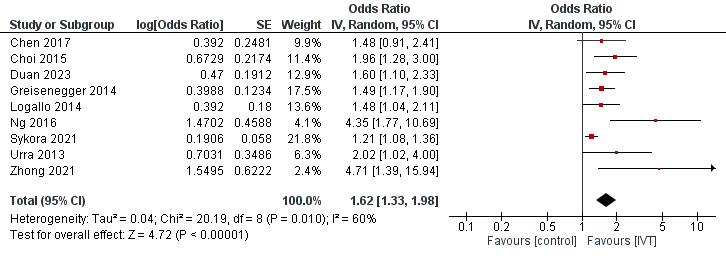 Odds Ratio Odds Ratio
Study or Subgroup log[Odds Ratio] SE Weight IV, Random, 95% CI IV, Random, 95% CI
Chen 2017 0.392 0.2481 9.9% 1.48 [0.91, 2.41]
Choi 2015 0.6729 0.2174 11.4% 1.96 [1.28, 3.00]
Duan 2023 0.47 0.1912 12.9% 1.60 [1.10, 2.33]
Greisenegger 2014 0.3988 0.1234 17.5% 1.49 [1.17, 1.90]
Logallo 2014 0.392 0.18 13.6% 1.48 [1.04, 2.11]
Ng 2016 1.4702 0.4588 4.1% 4.35 [1.77, 10.69]
Sykora 2021 0.1906 0.058 21.8% 1.21 [1.08, 1.36]
Urra 2013 0.7031 0.3486 6.3% 2.02 [1.02, 4.00]
Zhong 2021 1.5495 0.6222 2.4% 4.71 [1.39, 15.94]
Total (95% CI) 100.0% 1.62 [1.33, 1.98]
Heterogeneity: Tau² = 0.04; Chi² = 20.19, df = 8 (P = 0.010); I² = 60%
Test for overall effect: Z = 4.72 (P < 0.00001)
0.1 0.2 0.5 1 2 5 10
Favours [control] Favours [IVT]